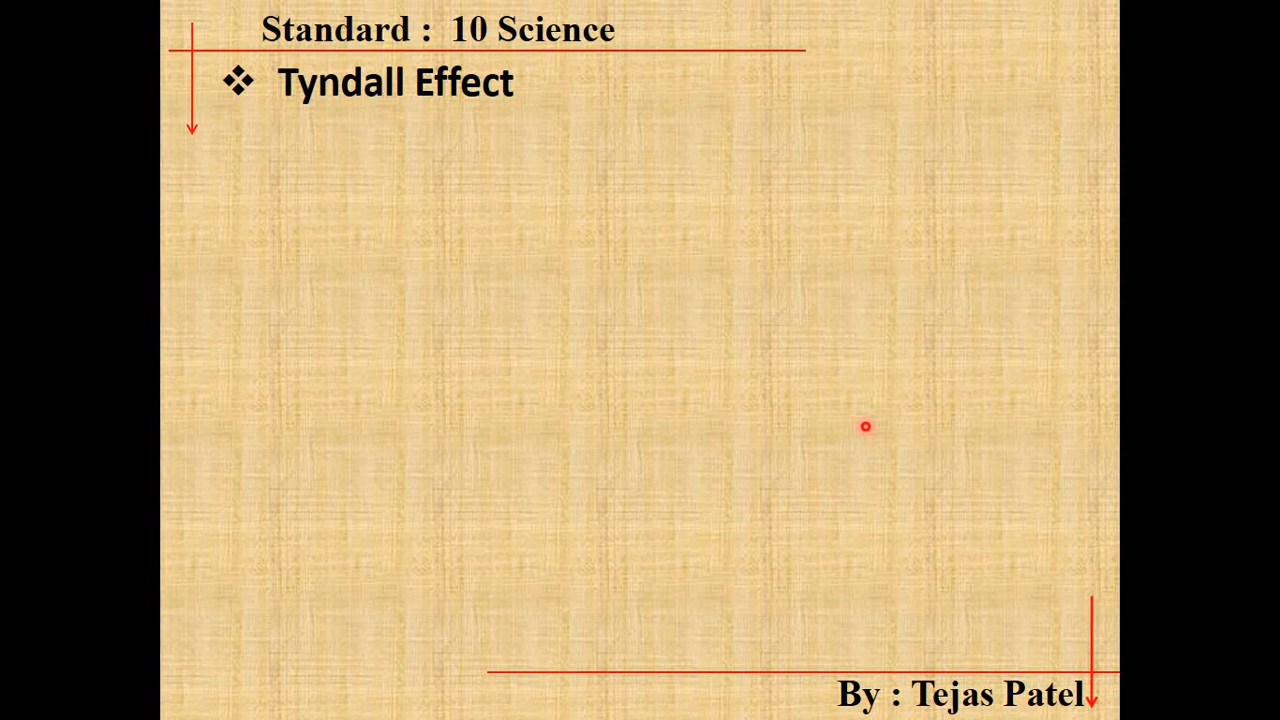 Standard : 10 Science
❖ Tyndall Effect
By : Tejas Patel